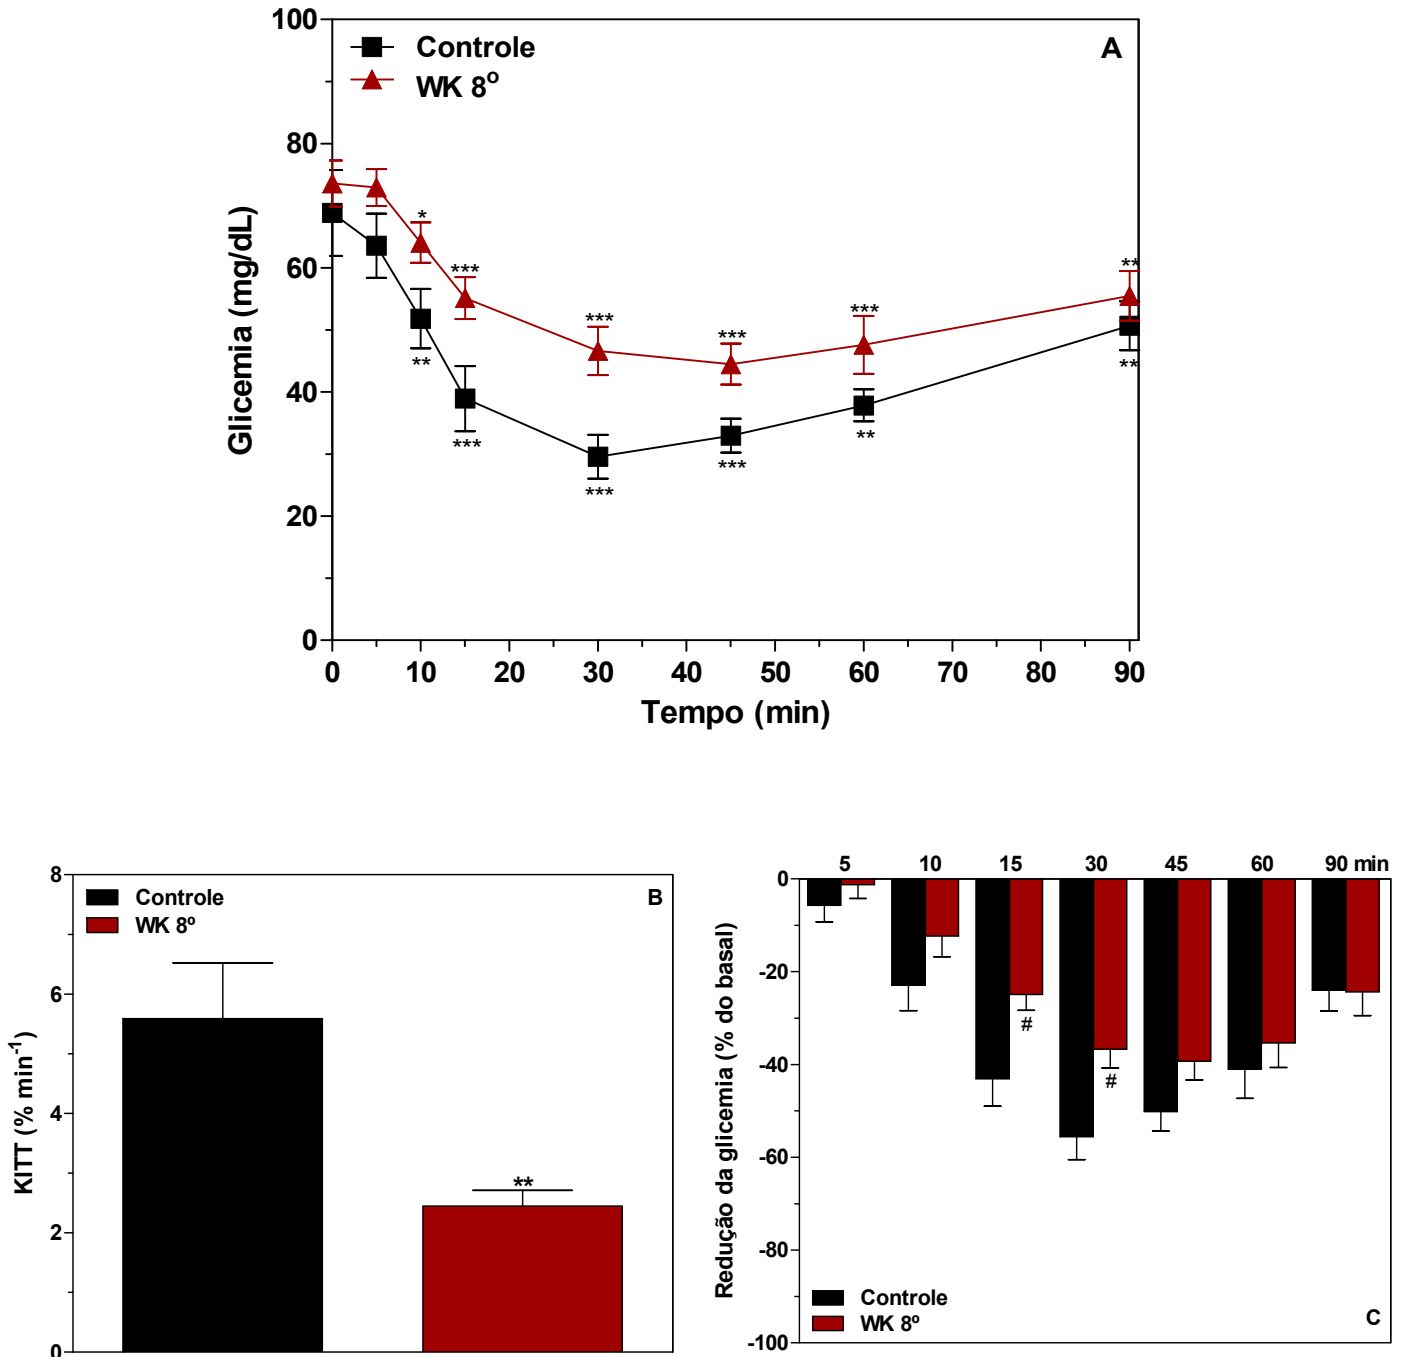 100
Controle
A
WK 8º
80
60
40
20
0
Glicemia (mg/dL)
*
***
***
***
***
**
**
***
***
***
**
**
0 10 20 30 40 50 60 70 80 90
Tempo (min)
8
6
4
2
0
KITT (% min-1)
Controle
B
WK 8º
**
5 10 15 30 45 60 90 min
0
-20
-40
-60
-80
-100
Redução da glicemia (% do basal)
#
#
Controle
WK 8º
C